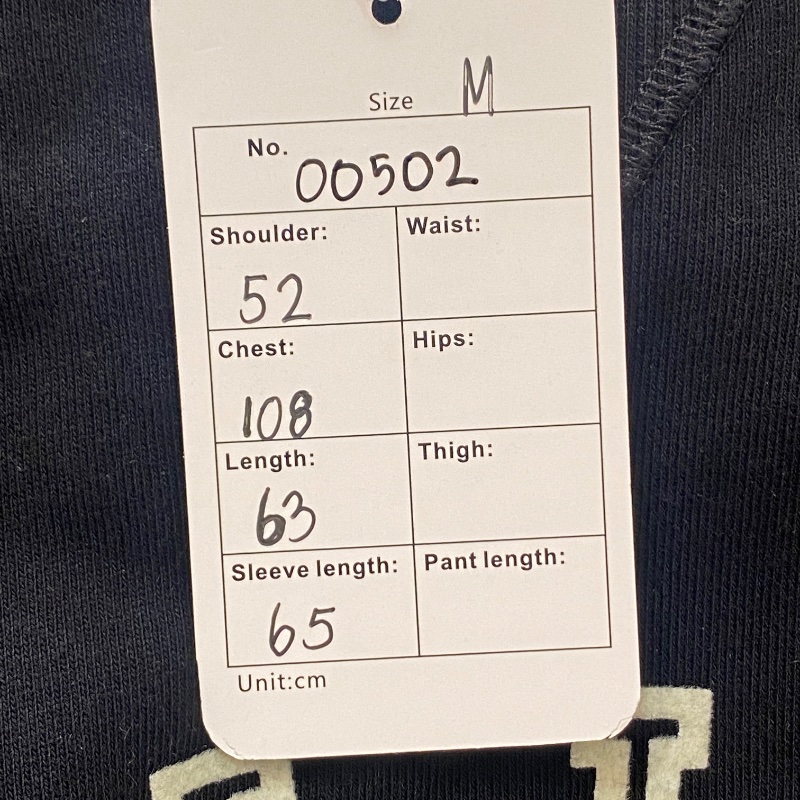 Size M
No. 00502
Shoulder: Waist:
52
Chest: Hips:
108
Length: Thigh:
63
Sleeve length: Pant length:
65
Unit:cm